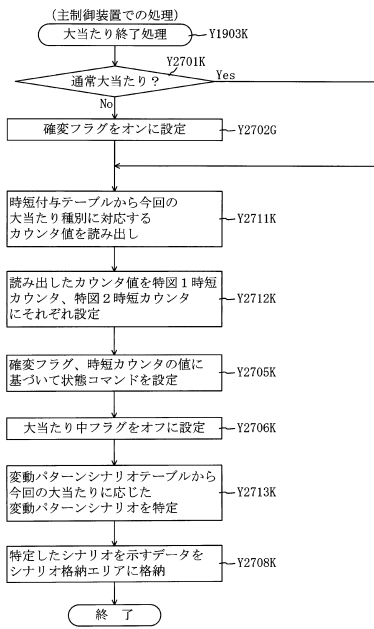 （主制御装置での処理）
大当たり終了処理
Y1903K
Y2701K
通常大当たり？
Yes
No
確変フラグをオンに設定
Y2702G
時短付与テーブルから今回の
大当たり種別に対応する
カウンタ値を読み出し
Y2711K
読み出したカウンタ値を特図１時短
カウンタ、特図２時短カウンタ
にそれぞれ設定
Y2712K
確変フラグ、時短カウンタの値に
基づいて状態コマンドを設定
Y2705K
大当たり中フラグをオフに設定
Y2706K
変動パターンシナリオテーブルから
今回の大当たりに応じた
変動パターンシナリオを特定
Y2713K
特定したシナリオを示すデータを
シナリオ格納エリアに格納
Y2708K
終 了